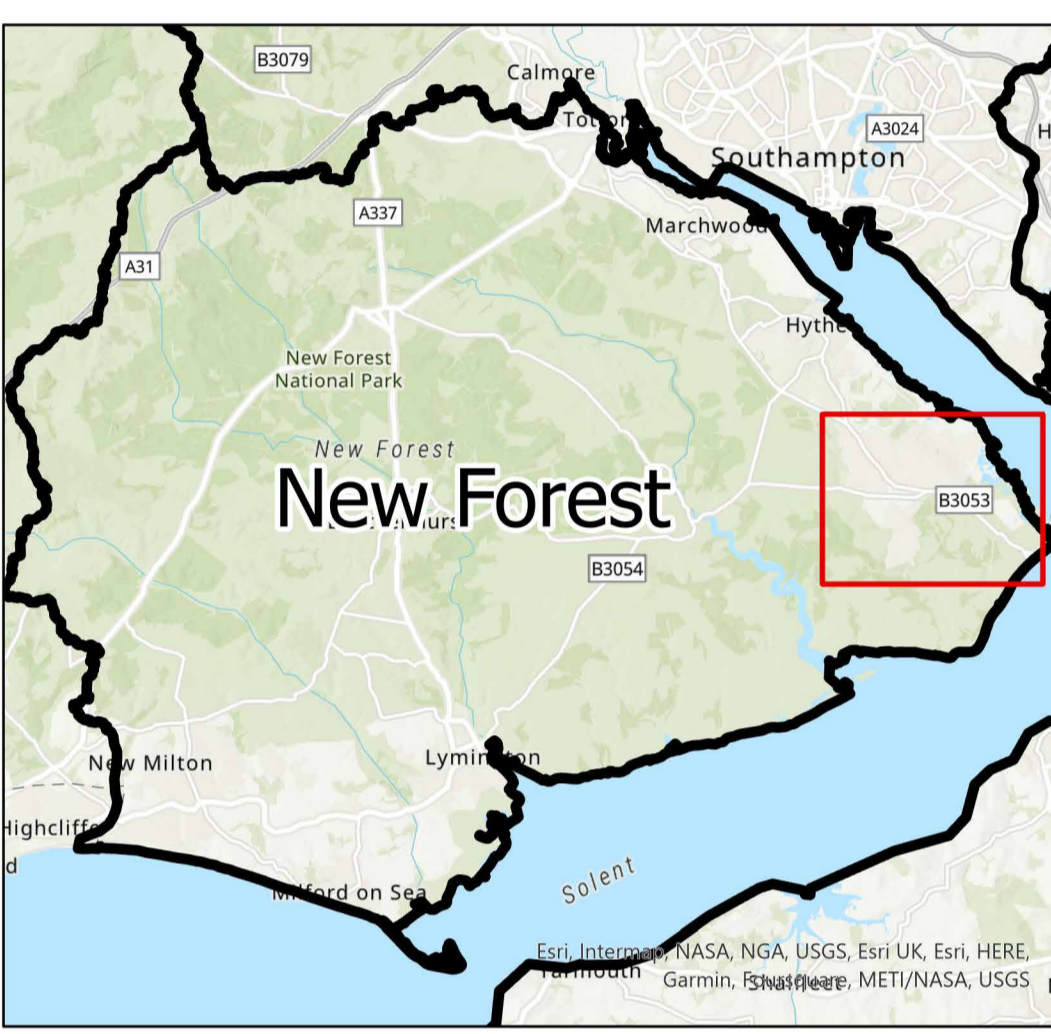 B3079
Calmore
Totton
A3024
Southampton
A337
Marchwood
A31
Hythe
New Forest
National Park
New Forest
New Forest
B3053
B3054
New Milton
Lymington
Highcliffe
d
Milford on Sea
Solent
Esri, Intermap, NASA, NGA, USGS, Esri UK, Esri, HERE,
Yarmouth
Garmin, Foursquare, METI/NASA, USGS
Shalfleet
H